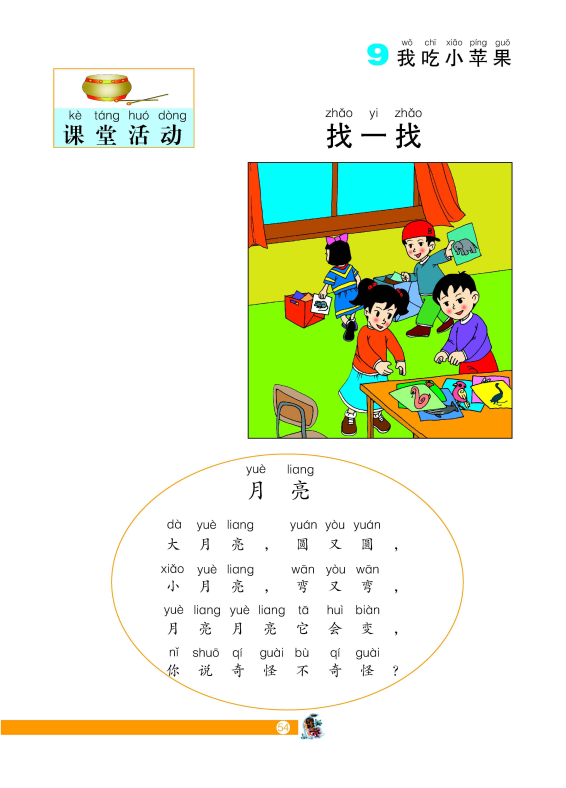 wǒ chī xiǎo píng guǒ
9 我吃小苹果
kè táng huó dòng
课堂活动
zhǎo yi zhǎo
找一找
yuè liang
月亮
dà yuè liang yuán yòu yuán
大月亮，圆又圆，
xiǎo yuè liang wān yòu wān
小月亮，弯又弯，
yuè liang yuè liang tā huì biàn
月亮月亮它会变，
nǐ shuō qí guài bù qí guài
你说奇怪不奇怪？
64